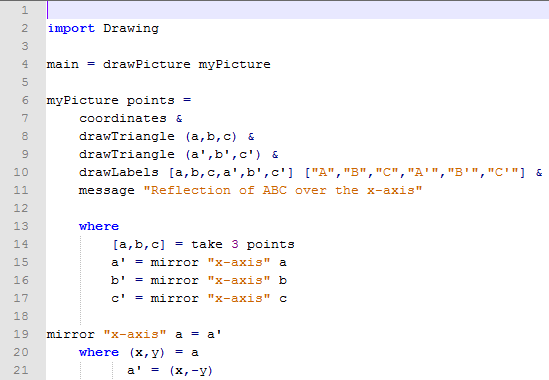 1
2 import Drawing
3
4 main = drawPicture myPicture
5
6 myPicture points =
7     coordinates &
8     drawTriangle (a,b,c) &
9     drawTriangle (a',b',c') &
10     drawLabels [a,b,c,a',b',c'] ["A","B","C","A'","B'","C'"] &
11     message "Reflection of ABC over the x-axis"
12
13     where
14         [a,b,c] = take 3 points
15         a' = mirror "x-axis" a
16         b' = mirror "x-axis" b
17         c' = mirror "x-axis" c
18
19 mirror "x-axis" a = a'
20     where (x,y) = a
21           a' = (x,-y)